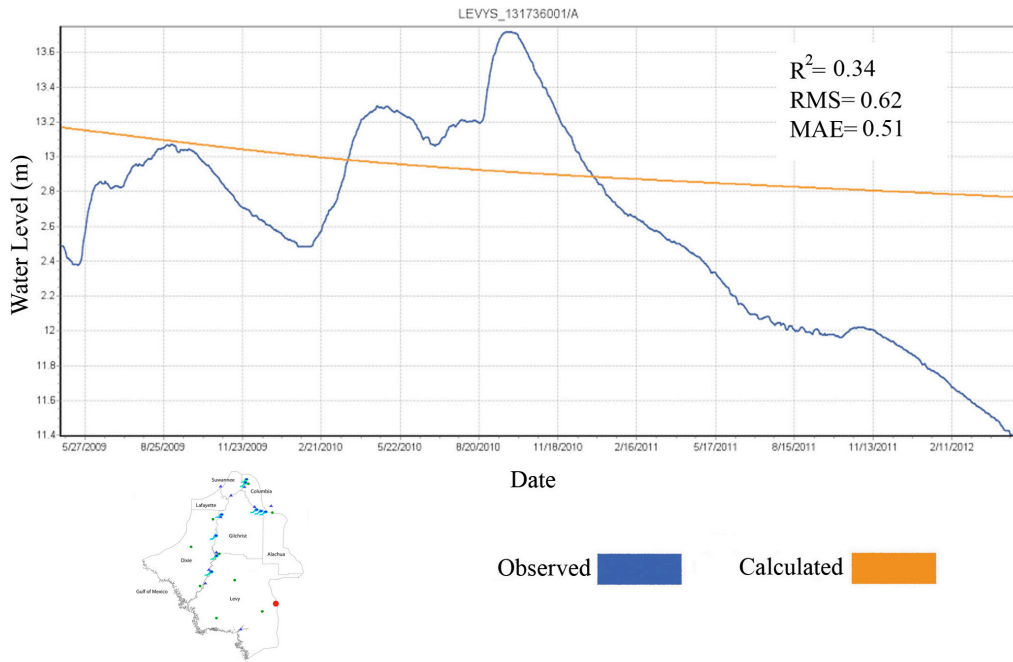 LEVYS_131736001/A
R²= 0.34
RMS= 0.62
MAE= 0.51
Water Level (m)
13.6
13.4
13.2
13
2.8
2.6
2.4
2.2
12
11.8
11.6
11.4
5/27/2009 8/25/2009 11/23/2009 2/21/2010 5/22/2010 8/20/2010 11/18/2010 2/16/2011 5/17/2011 8/15/2011 11/13/2011 2/11/2012
Date
Suwannee
Columbia
Lafayette
Gilchrist
Alachua
Dixie
Gulf of Mexico
Levy
Observed
Calculated